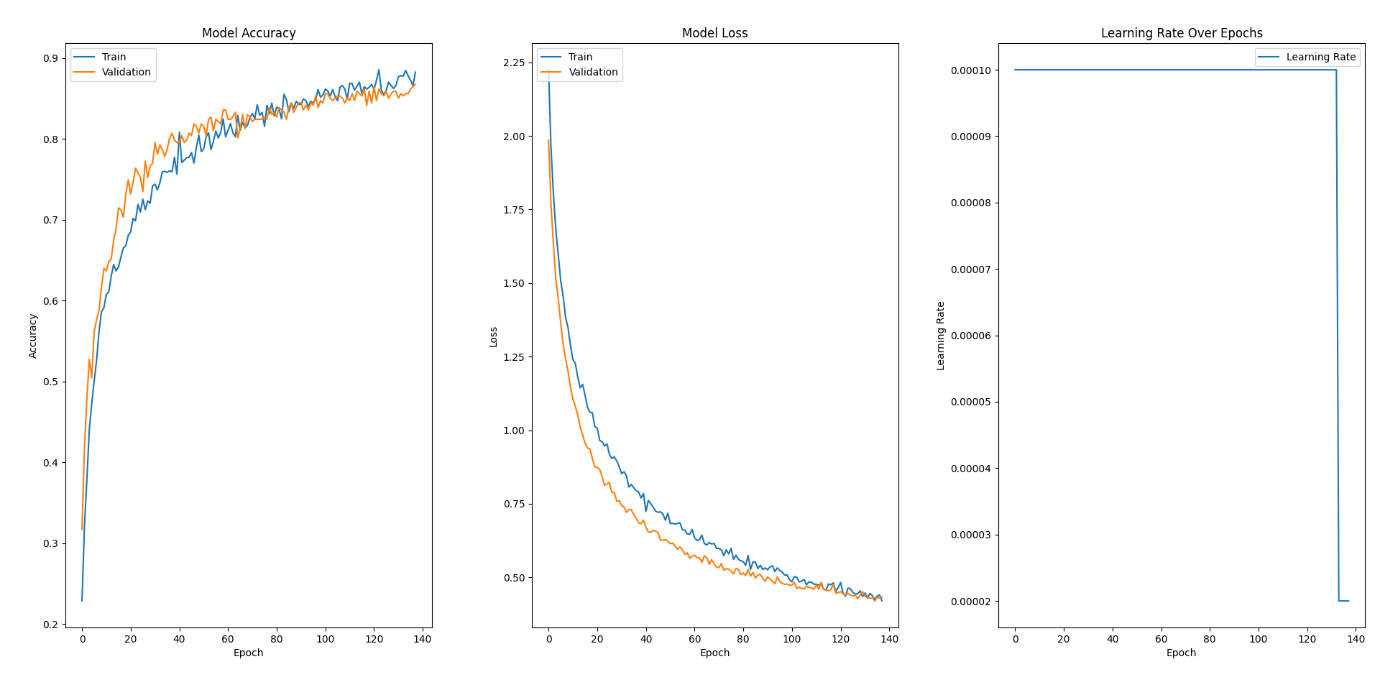 Model Accuracy
Train
Validation
0.9
0.8
0.7
0.6
0.5
0.4
0.3
0.2
Accuracy
0 20 40 60 80 100 120 140
Epoch
Model Loss
Train
Validation
2.25
2.00
1.75
1.50
1.25
1.00
0.75
0.50
Loss
0 20 40 60 80 100 120 140
Epoch
Learning Rate Over Epochs
Learning Rate
0.00010
0.00009
0.00008
0.00007
0.00006
0.00005
0.00004
0.00003
0.00002
Learning Rate
0 20 40 60 80 100 120 140
Epoch